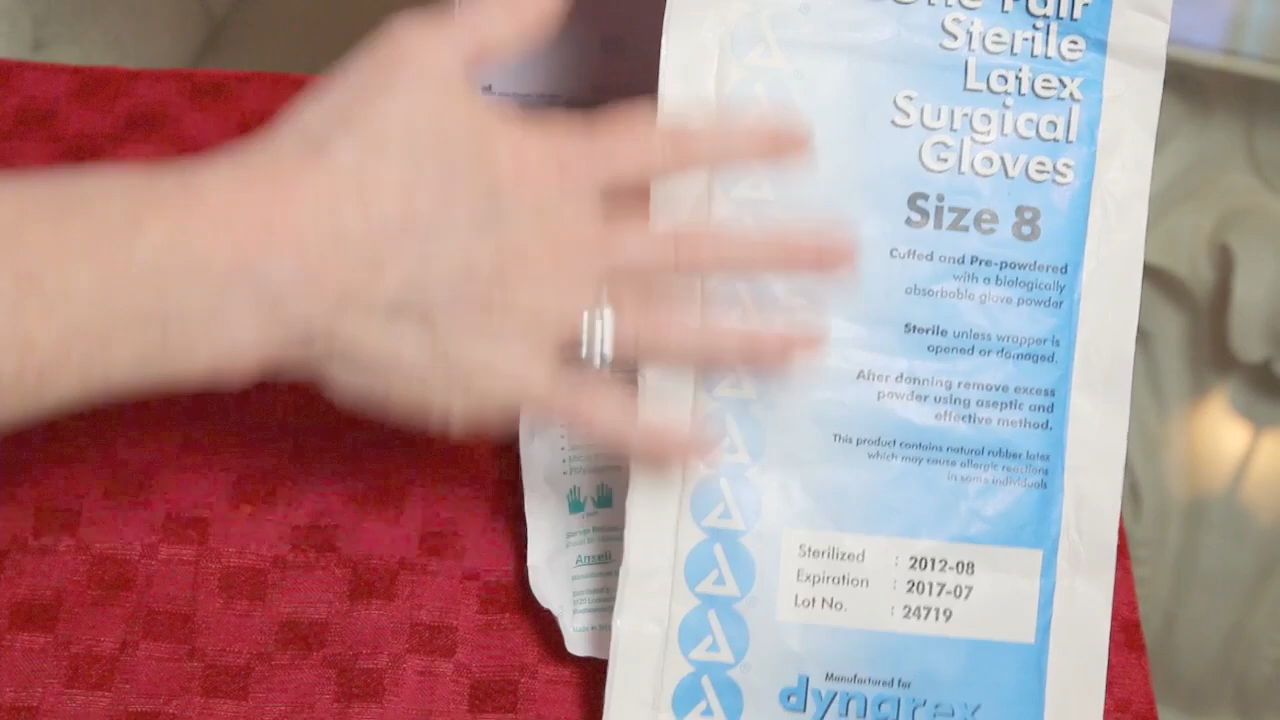 One Pair
Sterile
Latex
Surgical
Gloves
Size 8
Cuffed and Pre-powdered
with a biologically
absorbable glove powder
Sterile unless wrapper is
opened or damaged.
After donning remove excess
powder using aseptic and
effective method.
This product contains natural rubber latex
which may cause allergic reactions
in some individuals
Sterilized : 2012-08
Expiration : 2017-07
Lot No. : 24719
Manufactured for
dynarex
Ansell